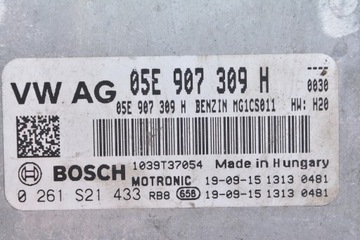 VW AG 05E 907 309 H ----
0030
05E 907 309 H BENZIN MG1CS011 HW: H20
BOSCH 1039T37054 Made in Hungary
MOTRONIC 19-09-15 1313 0481
0 261 S21 433 RB8 658 19-09-15 1313 0481